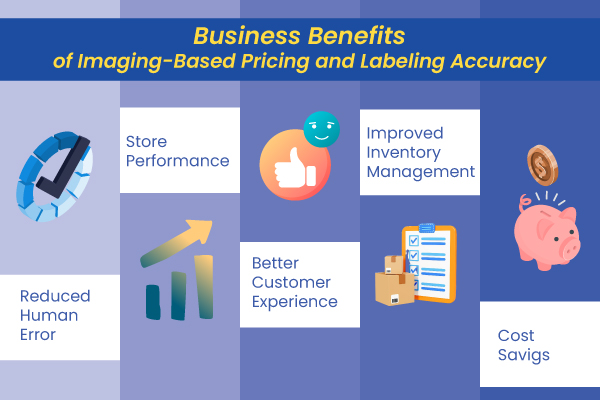 Business Benefits
of Imaging-Based Pricing and Labeling Accuracy
Reduced
Human
Error
Store
Performance
Better
Customer
Experience
Improved
Inventory
Management
Cost
Savigs